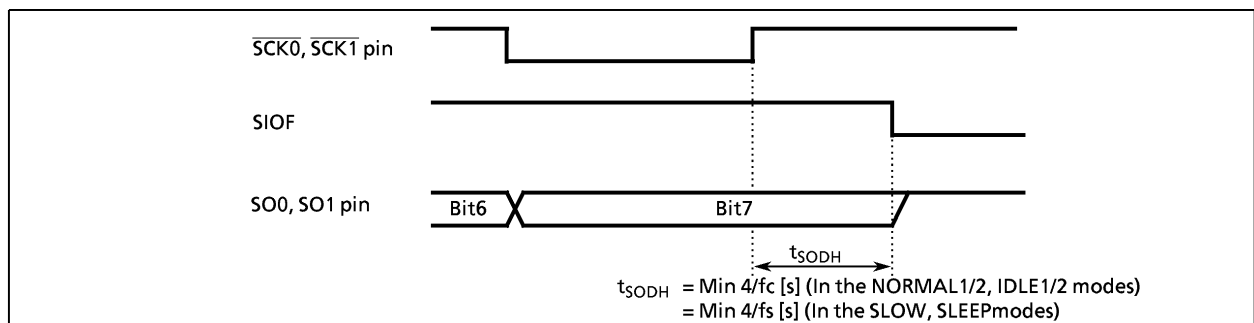 SCK0, SCK1 pin
SIOF
SO0, SO1 pin
Bit6
Bit7
tSODH
tSODH = Min 4/fc [s] (In the NORMAL1/2, IDLE1/2 modes)
= Min 4/fs [s] (In the SLOW, SLEEPmodes)